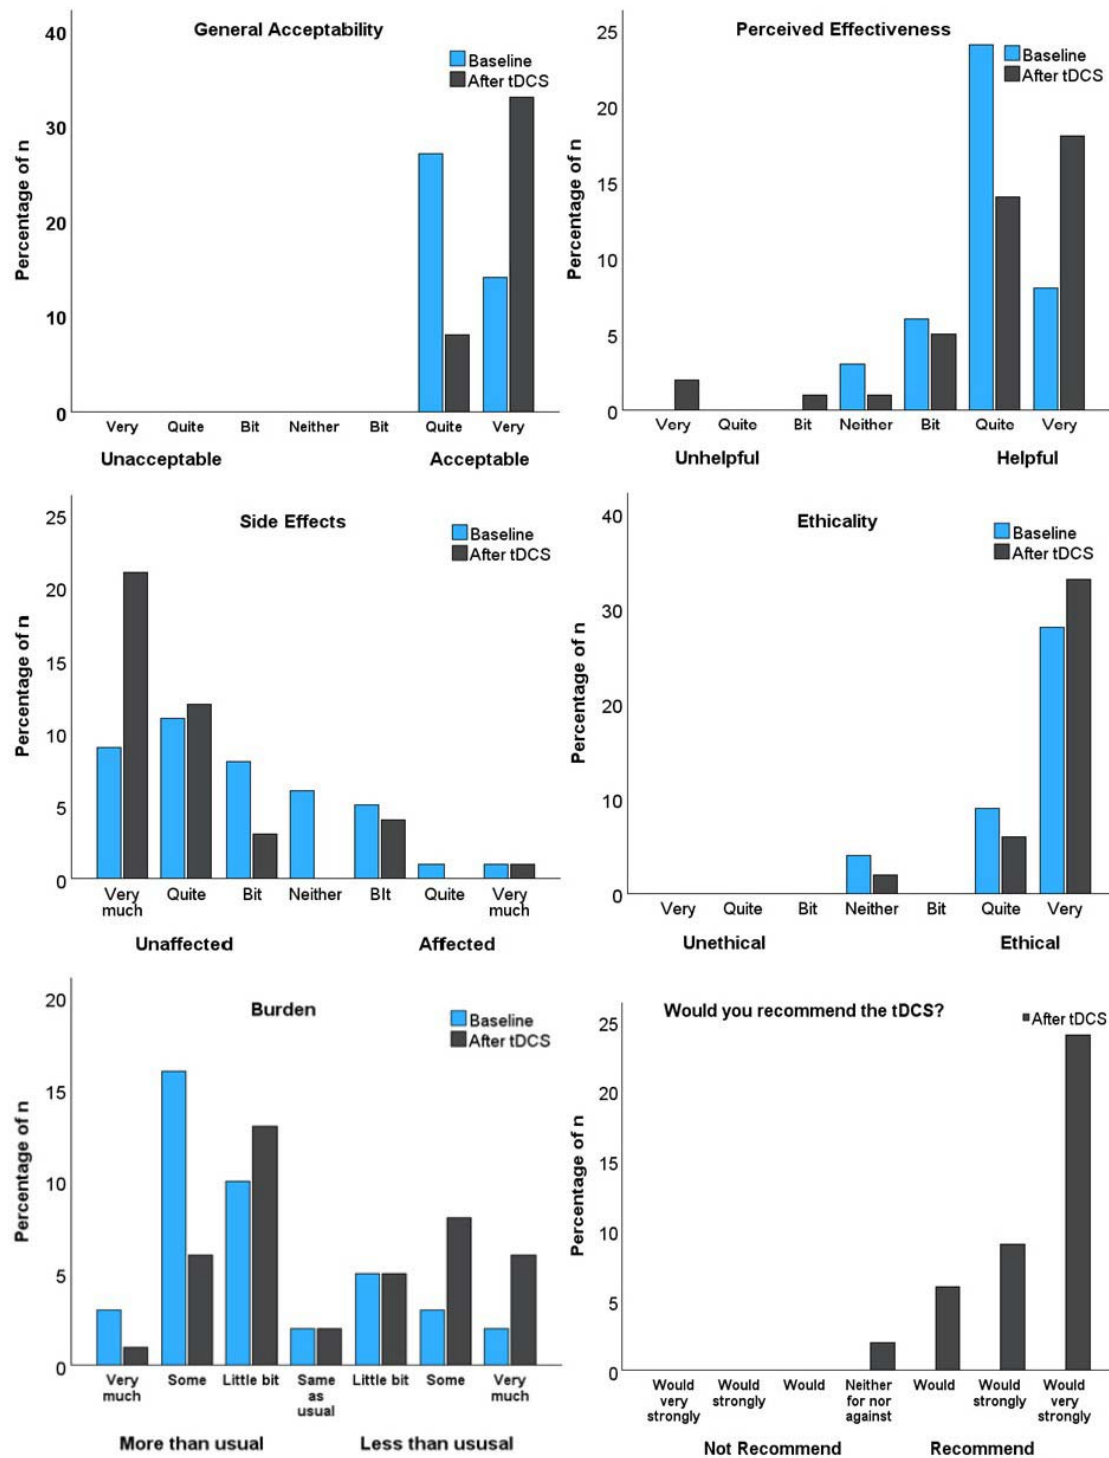 General Acceptability
Baseline
After tDCS
Percentage of n
40
30
20
10
0
Very Quite Bit Neither Bit Quite Very
Unacceptable Acceptable
Perceived Effectiveness
Baseline
After tDCS
Percentage of n
25
20
15
10
5
0
Very Quite Bit Neither Bit Quite Very
Unhelpful Helpful
Side Effects
Baseline
After tDCS
Percentage of n
25
20
15
10
5
0
Very much Quite Bit Neither BIt Quite Very much
Unaffected Affected
Ethicality
Baseline
After tDCS
Percentage of n
40
30
20
10
0
Very Quite Bit Neither Bit Quite Very
Unethical Ethical
Burden
Baseline
After tDCS
Percentage of n
20
15
10
5
0
Very much Some Little bit Same as usual Little bit Some Very much
More than usual Less than ususal
Would you recommend the tDCS?
After tDCS
Percentage of n
25
20
15
10
5
0
Would very strongly Would strongly Would Neither for nor against Would Would strongly Would very strongly
Not Recommend Recommend